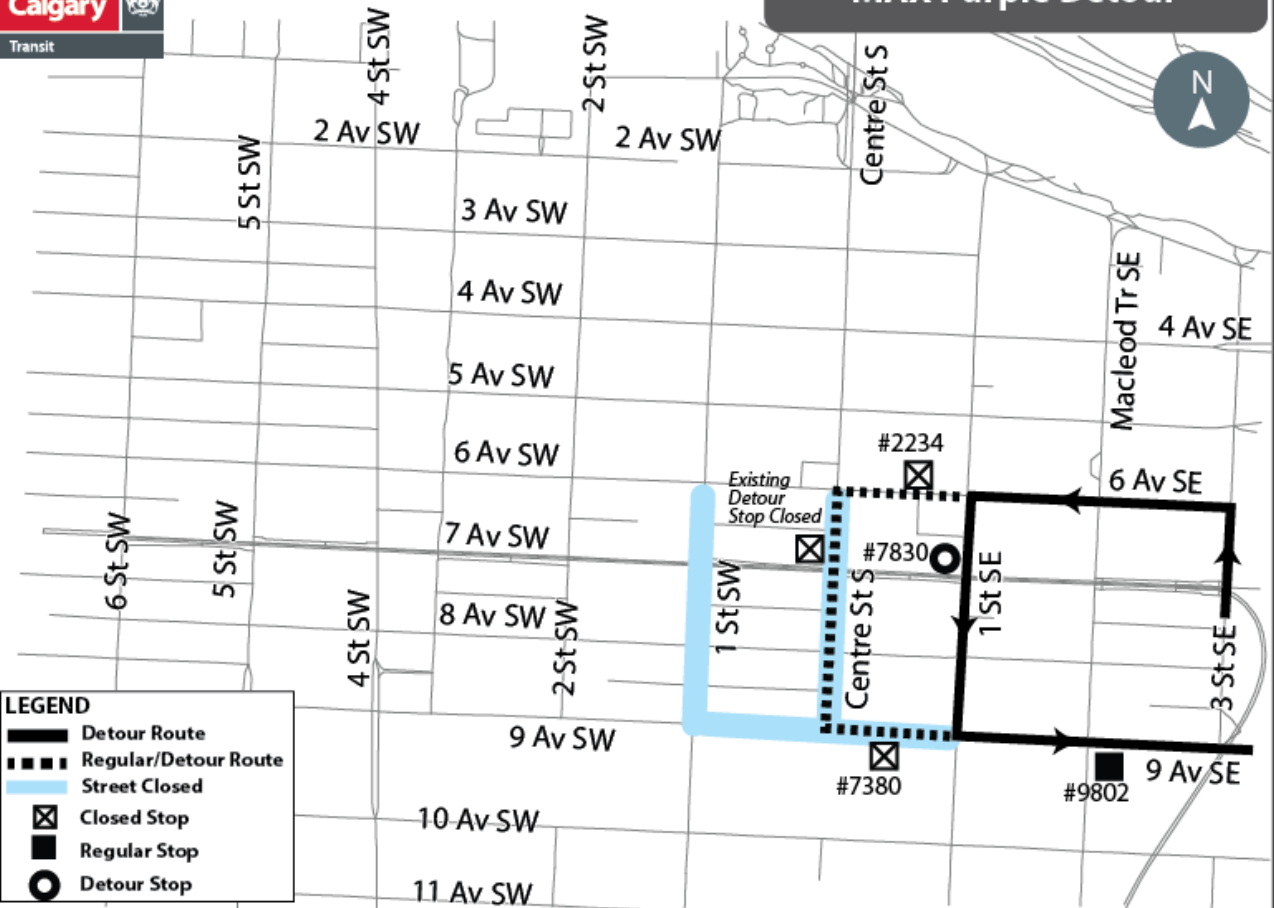 Calgary
Transit
MAX Purple Detour
N
4 St SW
2 St SW
Centre St S
2 Av SW
2 Av SW
5 St SW
3 Av SW
Macleod Tr SE
4 Av SW
4 Av SE
5 Av SW
#2234
6 Av SW
6 Av SE
Existing
Detour
Stop Closed
6 St SW
5 St SW
7 Av SW
#7830
1 St SE
1 St SW
Centre St S
8 Av SW
4 St SW
2 St SW
3 St SE
9 Av SW
#7380
#9802
9 Av SE
10 Av SW
11 Av SW
LEGEND
Detour Route
Regular/Detour Route
Street Closed
Closed Stop
Regular Stop
Detour Stop